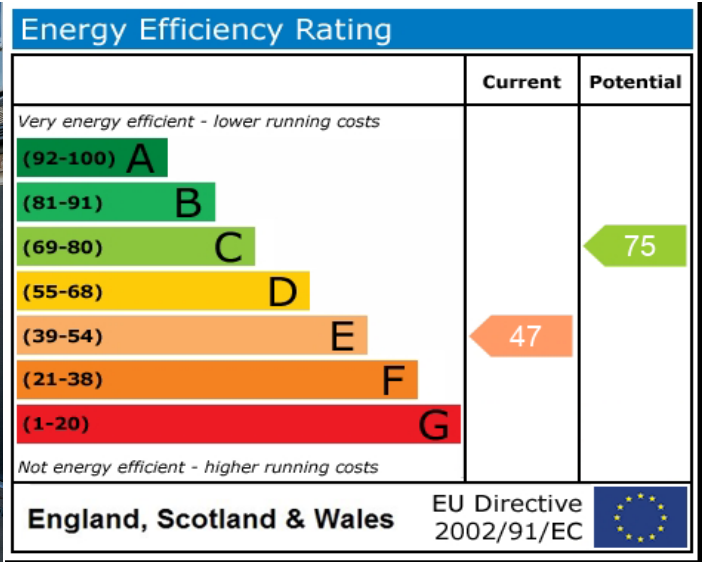 Energy Efficiency Rating
Current Potential
Very energy efficient - lower running costs
(92-100) A
(81-91) B
(69-80) C
75
(55-68) D
(39-54) E
47
(21-38) F
(1-20) G
Not energy efficient - higher running costs
England, Scotland & Wales
EU Directive
2002/91/EC